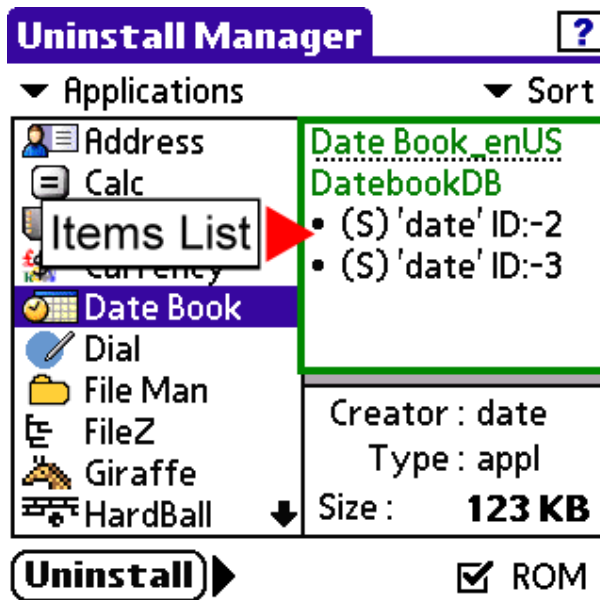 Uninstall Manager
?
Applications
Sort
Address
Calc
Items List
Currency
Date Book
Dial
File Man
FileZ
Giraffe
HardBall
Date Book_enUS
DatebookDB
• (S) 'date' ID:-2
• (S) 'date' ID:-3
Creator : date
Type : appl
Size : 123 KB
Uninstall
ROM